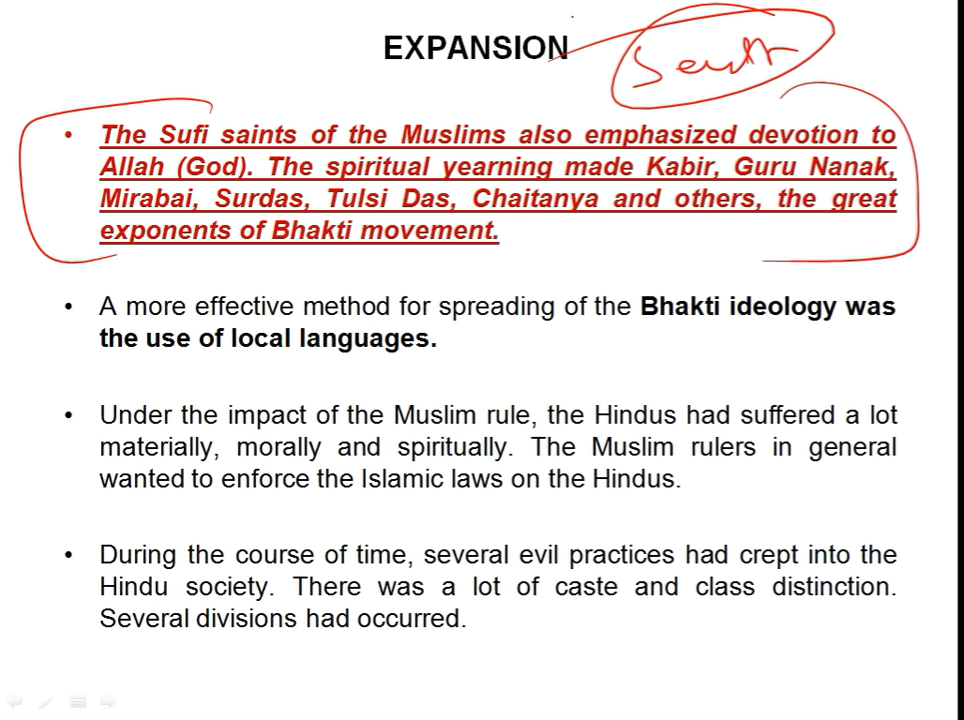 EXPANSION
South
• The Sufi saints of the Muslims also emphasized devotion to
Allah (God). The spiritual yearning made Kabir, Guru Nanak,
Mirabai, Surdas, Tulsi Das, Chaitanya and others, the great
exponents of Bhakti movement.
• A more effective method for spreading of the Bhakti ideology was
the use of local languages.
• Under the impact of the Muslim rule, the Hindus had suffered a lot
materially, morally and spiritually. The Muslim rulers in general
wanted to enforce the Islamic laws on the Hindus.
• During the course of time, several evil practices had crept into the
Hindu society. There was a lot of caste and class distinction.
Several divisions had occurred.